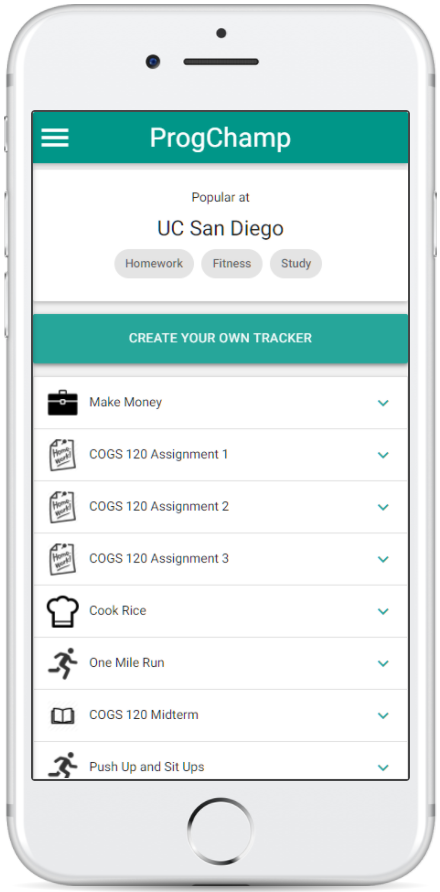 ProgChamp
Popular at
UC San Diego
Homework Fitness Study
CREATE YOUR OWN TRACKER
Make Money
Home
work!
COGS 120 Assignment 1
Home
work!
COGS 120 Assignment 2
Home
work!
COGS 120 Assignment 3
Cook Rice
One Mile Run
COGS 120 Midterm
Push Up and Sit Ups